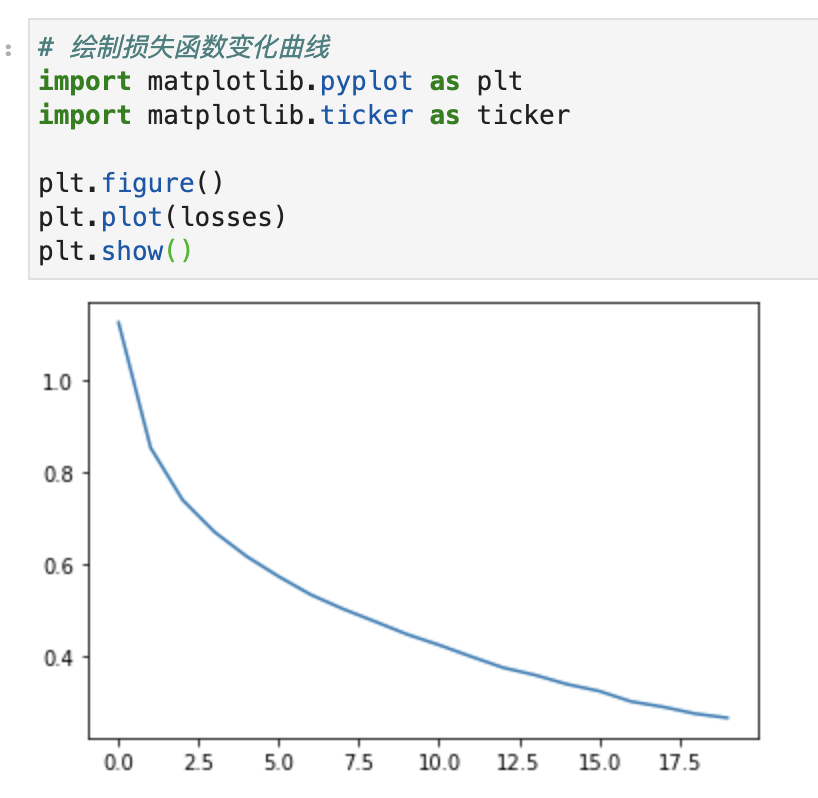 # 绘制损失函数变化曲线
import matplotlib.pyplot as plt
import matplotlib.ticker as ticker
plt.figure()
plt.plot(losses)
plt.show()
1.0
0.8
0.6
0.4
0.0 2.5 5.0 7.5 10.0 12.5 15.0 17.5